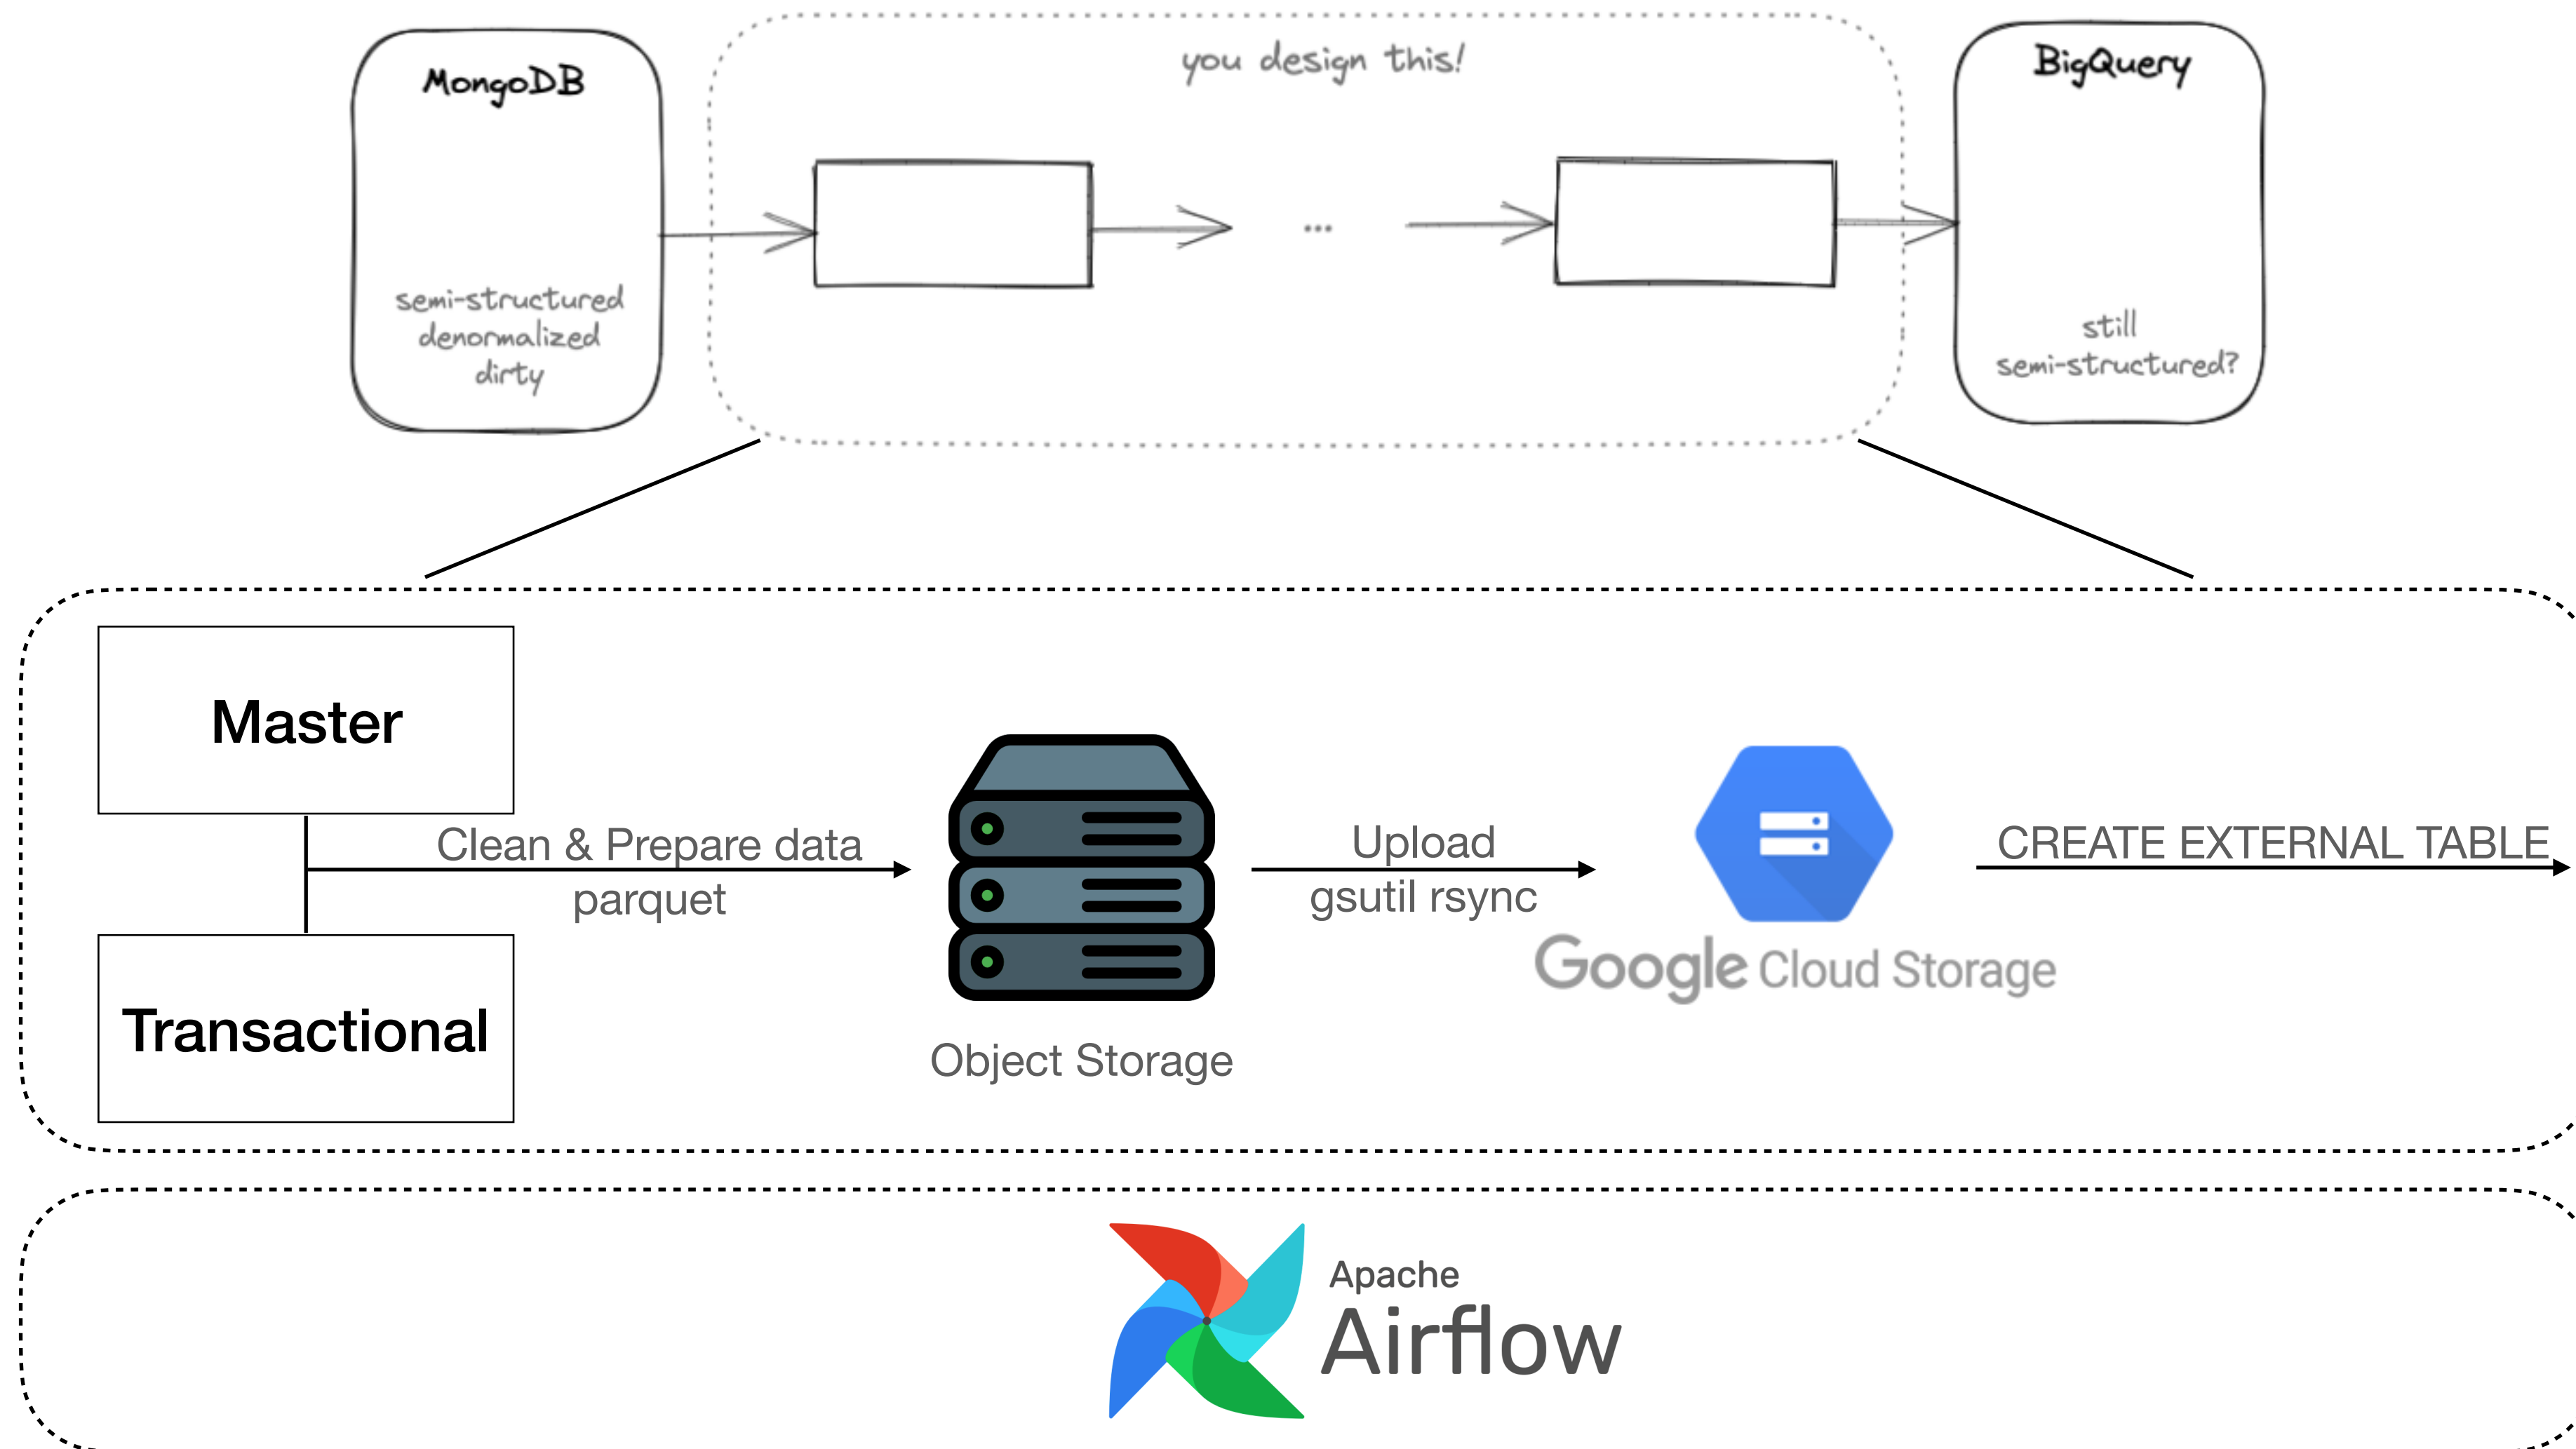 MongoDB
semi-structured
denormalized
dirty
you design this!
...
BigQuery
still
semi-structured?
Master
Transactional
Clean & Prepare data
parquet
Object Storage
Upload
gsutil rsync
Google Cloud Storage
CREATE EXTERNAL TABLE
Apache
Airflow